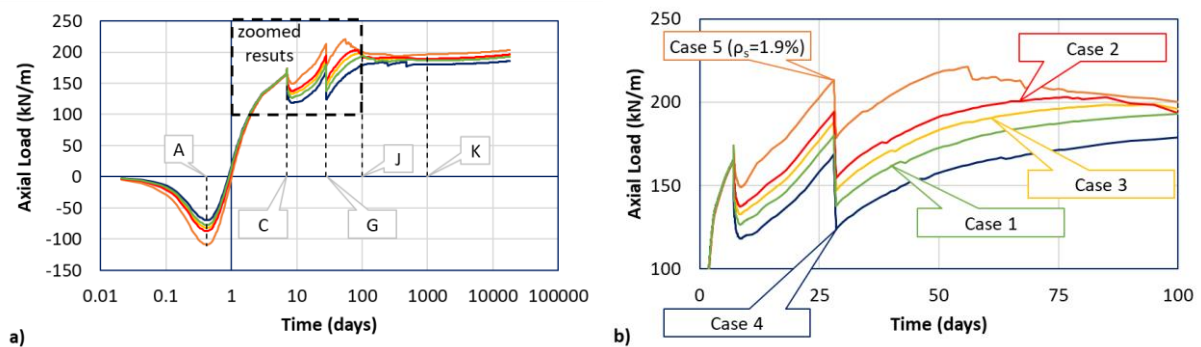 250
200
150
100
50
0
-50
-100
-150
Axial Load (kN/m)
zoomed
resuts
A
C
G
J
K
0.01 0.1 1 10 100 1000 10000 100000
Time (days)
a)
250
200
150
100
Axial Load (kN/m)
Case 5 (ρs=1.9%)
Case 2
Case 3
Case 1
Case 4
0 25 50 75 100
Time (days)
b)